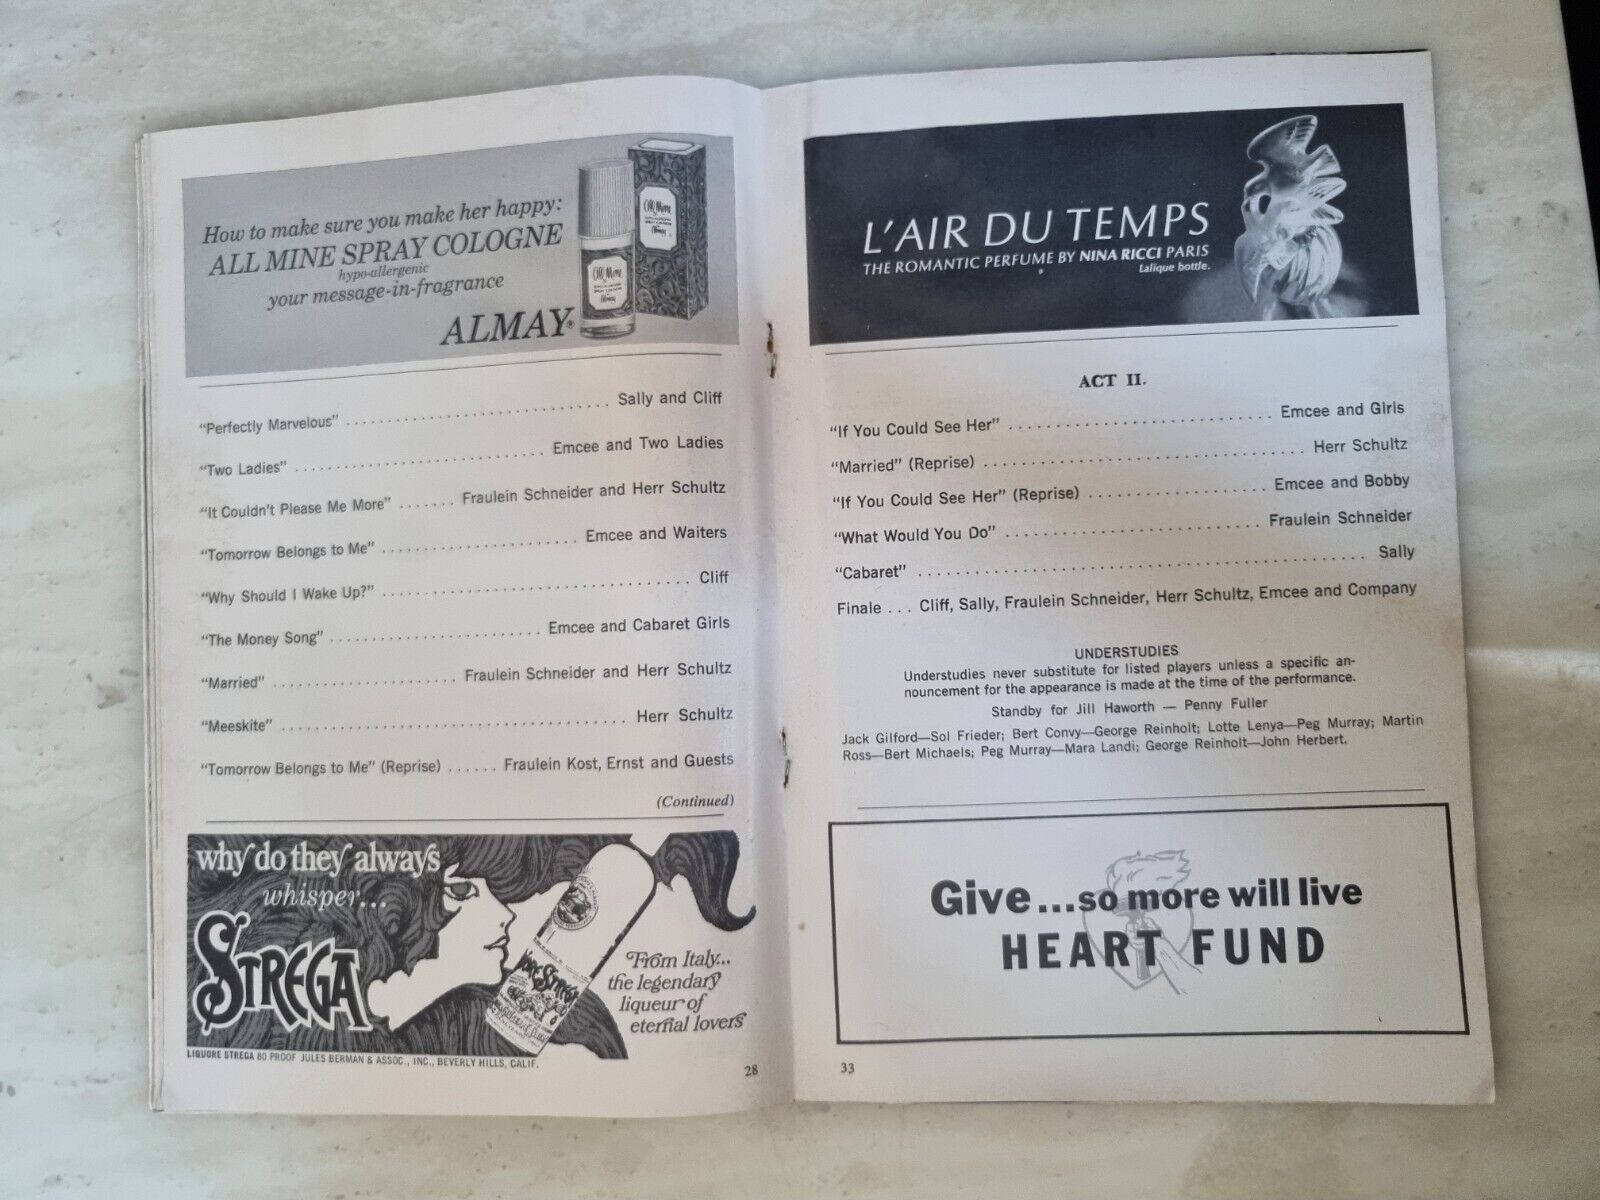 How to make sure you make her happy:
ALL MINE SPRAY COLOGNE
hypo-allergenic
your message-in-fragrance
ALMAY®
All Mine
Almay
All Mine
Almay
"Perfectly Marvelous" ................................ Sally and Cliff
"Two Ladies" .................................. Emcee and Two Ladies
"It Couldn't Please Me More" ....... Fraulein Schneider and Herr Schultz
"Tomorrow Belongs to Me" .......................... Emcee and Waiters
"Why Should I Wake Up?" ........................................ Cliff
"The Money Song" ........................... Emcee and Cabaret Girls
"Married" ....................... Fraulein Schneider and Herr Schultz
"Meeskite" ............................................ Herr Schultz
"Tomorrow Belongs to Me" (Reprise) ...... Fraulein Kost, Ernst and Guests
(Continued)
why do they always
whisper...
STREGA
From Italy...
the legendary
liqueur of
eternal lovers
LIQUORE STREGA 80 PROOF JULES BERMAN & ASSOC., INC., BEVERLY HILLS, CALIF.
28
L'AIR DU TEMPS
THE ROMANTIC PERFUME BY NINA RICCI PARIS
Lalique bottle.
ACT II.
"If You Could See Her" ............................ Emcee and Girls
"Married" (Reprise) ................................... Herr Schultz
"If You Could See Her" (Reprise) ................... Emcee and Bobby
"What Would You Do" ........................... Fraulein Schneider
"Cabaret" ................................................ Sally
Finale ... Cliff, Sally, Fraulein Schneider, Herr Schultz, Emcee and Company
UNDERSTUDIES
Understudies never substitute for listed players unless a specific an-
nouncement for the appearance is made at the time of the performance.
Standby for Jill Haworth — Penny Fuller
Jack Gilford—Sol Frieder; Bert Convy—George Reinholt; Lotte Lenya—Peg Murray; Martin
Ross—Bert Michaels; Peg Murray—Mara Landi; George Reinholt—John Herbert.
Give...so more will live
HEART FUND
33